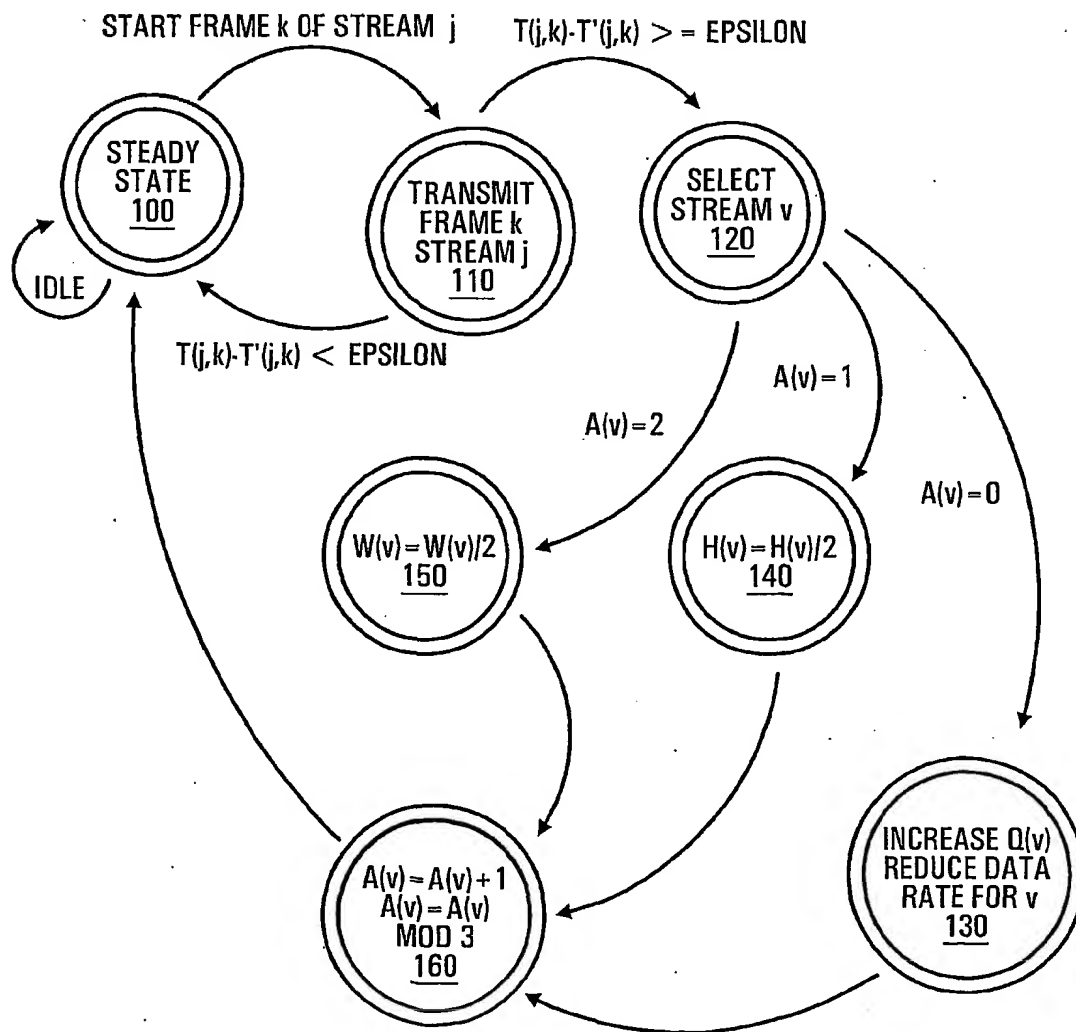 START FRAME k OF STREAM j
T(j,k)-T'(j,k) > = EPSILON
STEADY
STATE
100
TRANSMIT
FRAME k
STREAM j
110
SELECT
STREAM v
120
IDLE
T(j,k)-T'(j,k) < EPSILON
A(v)=1
A(v)=2
A(v)=0
W(v)=W(v)/2
150
H(v)=H(v)/2
140
A(v)=A(v)+1
A(v)=A(v)
MOD 3
160
INCREASE Q(v)
REDUCE DATA
RATE FOR v
130